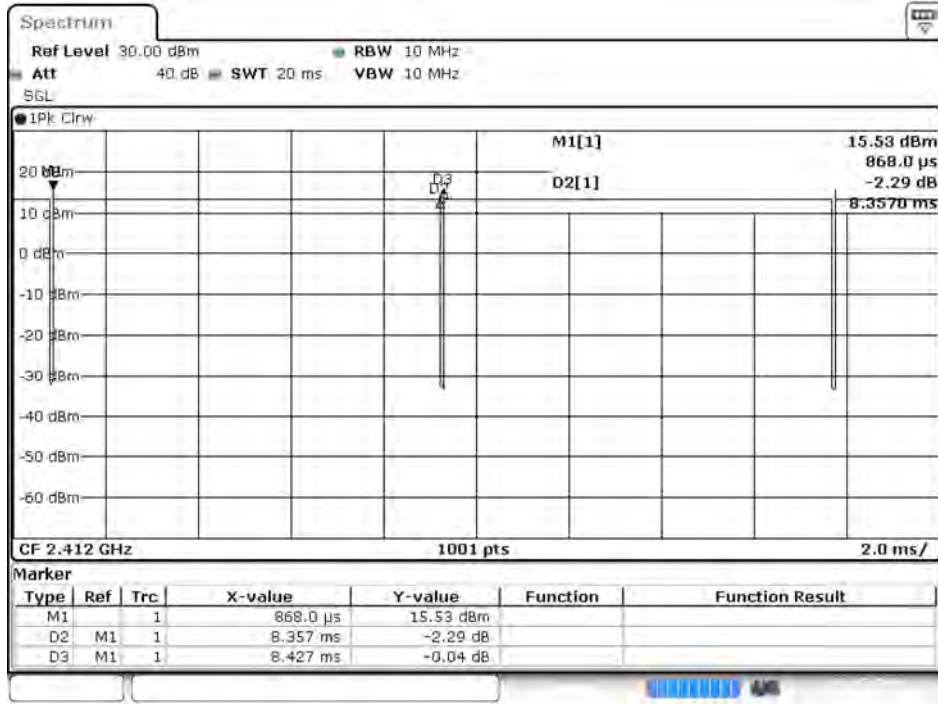 Spectrum
Ref Level 30.00 dBm RBW 10 MHz
Att 40 dB SWT 20 ms VBW 10 MHz
SGL
1Pk Clrw
M1[1] 15.53 dBm
868.0 µs
D2[1] -2.29 dB
8.3570 ms
M1
D3
D2
20 dBm
10 dBm
0 dBm
-10 dBm
-20 dBm
-30 dBm
-40 dBm
-50 dBm
-60 dBm
CF 2.412 GHz 1001 pts 2.0 ms/
Marker
Type Ref Trc X-value Y-value Function Function Result
M1 1 868.0 µs 15.53 dBm
D2 M1 1 8.357 ms -2.29 dB
D3 M1 1 8.427 ms -0.04 dB